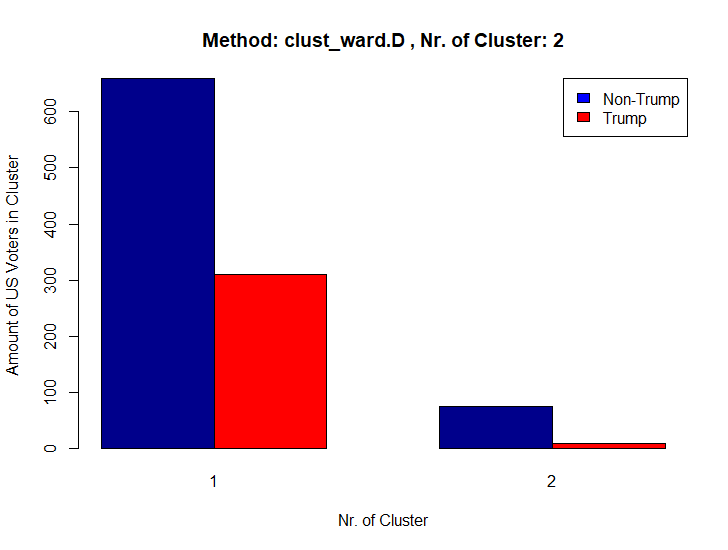 Method: clust_ward.D , Nr. of Cluster: 2
Non-Trump
Trump
Amount of US Voters in Cluster
600
500
400
300
200
100
0
1
2
Nr. of Cluster